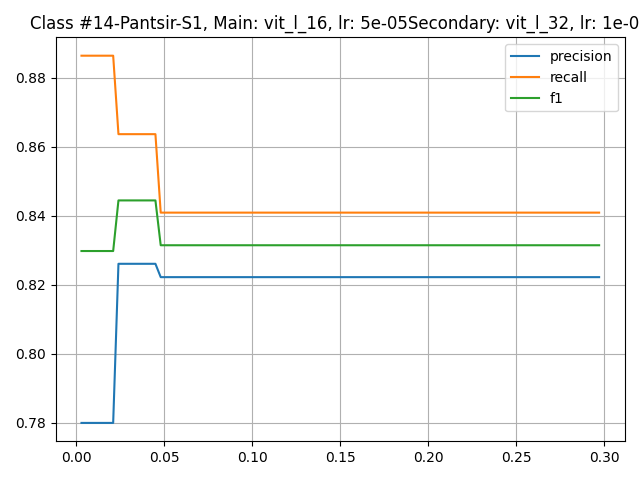 Class #14-Pantsir-S1, Main: vit_l_16, lr: 5e-05Secondary: vit_l_32, lr: 1e-0
precision
recall
f1
0.88
0.86
0.84
0.82
0.80
0.78
0.00 0.05 0.10 0.15 0.20 0.25 0.30